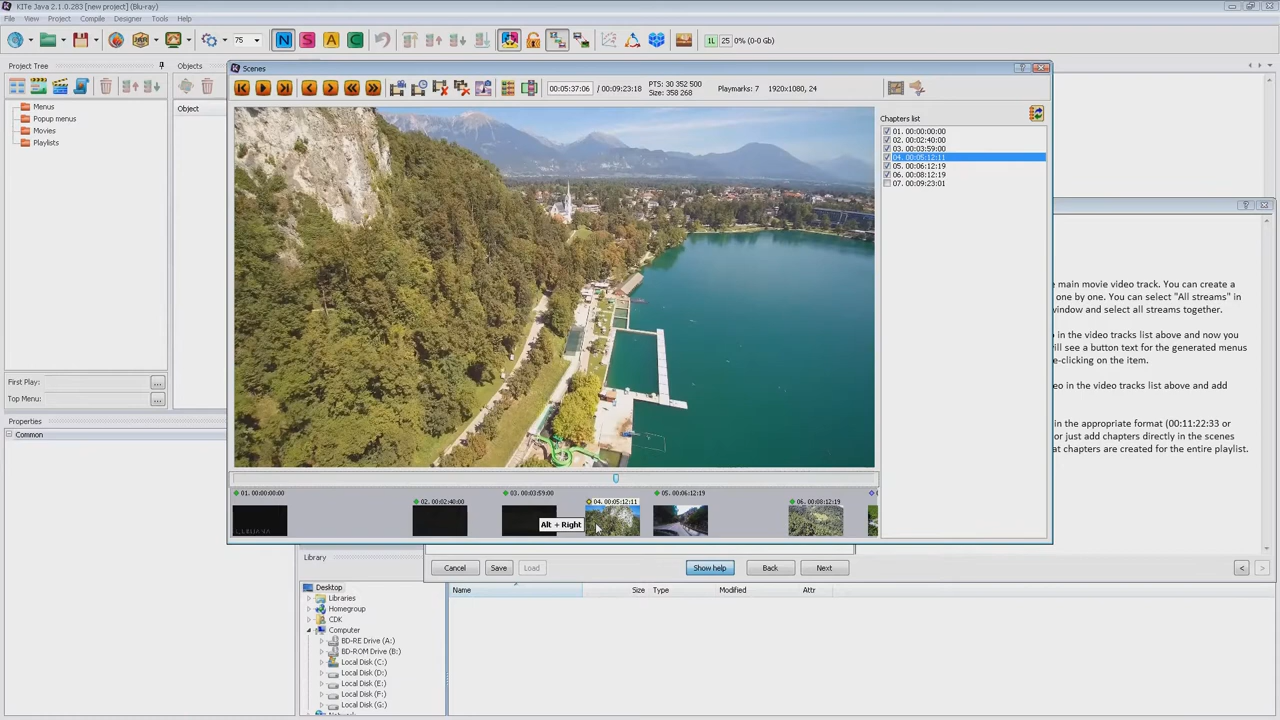 KITe Java 2.1.0.283 [new project] (Blu-ray)
File View Project Compile Designer Tools Help
75
N S A C
1L 25 0% (0-0 Gb)
Project Tree
Objects
Object
Menus
Popup menus
Movies
Playlists
First Play: ...
Top Menu: ...
Properties
Common
Scenes
00:05:37:06 / 00:09:23:18
PTS: 30 352 500
Size: 358 268
Playmarks: 7
1920x1080, 24
Chapters list
01. 00:00:00:00
02. 00:02:40:00
03. 00:03:59:00
04. 00:05:12:11
05. 00:06:12:19
06. 00:08:12:19
07. 00:09:23:01
01. 00:00:00:00
02. 00:02:40:00
03. 00:03:59:00
04. 00:05:12:11
05. 00:06:12:19
06. 00:08:12:19
Alt + Right
main movie video track. You can create a
one by one. You can select "All streams" in
window and select all streams together.
in the video tracks list above and now you
see a button text for the generated menus
-clicking on the item.
in the video tracks list above and add
in the appropriate format (00:11:22:33 or
or just add chapters directly in the scenes
chapters are created for the entire playlist.
Cancel Save Load Show help Back Next
Library
Desktop
Libraries
Homegroup
CDK
Computer
BD-RE Drive (A:)
BD-ROM Drive (B:)
Local Disk (C:)
Local Disk (D:)
Local Disk (E:)
Local Disk (F:)
Local Disk (G:)
Name Size Type Modified Attr